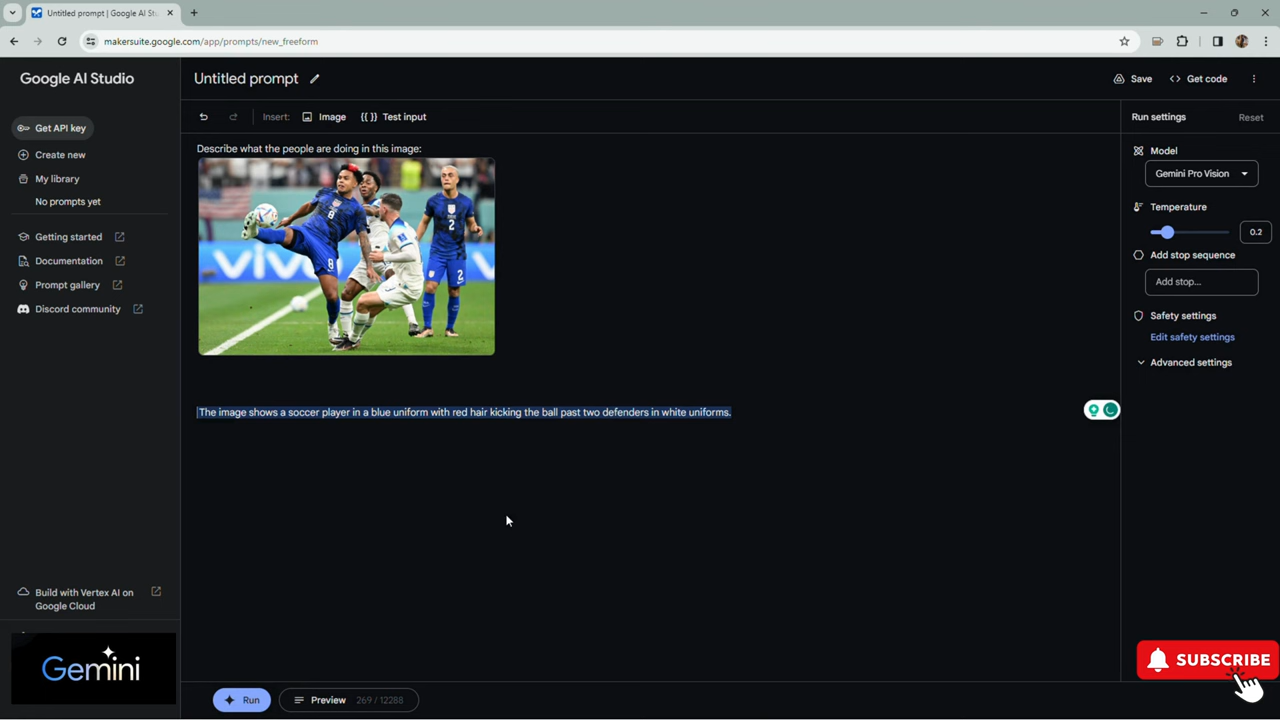 Untitled prompt | Google AI St
makersuite.google.com/app/prompts/new_freeform
Google AI Studio
Get API key
Create new
My library
No prompts yet
Getting started
Documentation
Prompt gallery
Discord community
Build with Vertex AI on
Google Cloud
Gemini
Untitled prompt
Save
Get code
Insert:
Image
{{ }} Test input
Describe what the people are doing in this image:
8
8
2
2
vivo
The image shows a soccer player in a blue uniform with red hair kicking the ball past two defenders in white uniforms.
Run
Preview 269 / 12288
Run settings
Reset
Model
Gemini Pro Vision
Temperature
0.2
Add stop sequence
Add stop...
Safety settings
Edit safety settings
Advanced settings
SUBSCRIBE